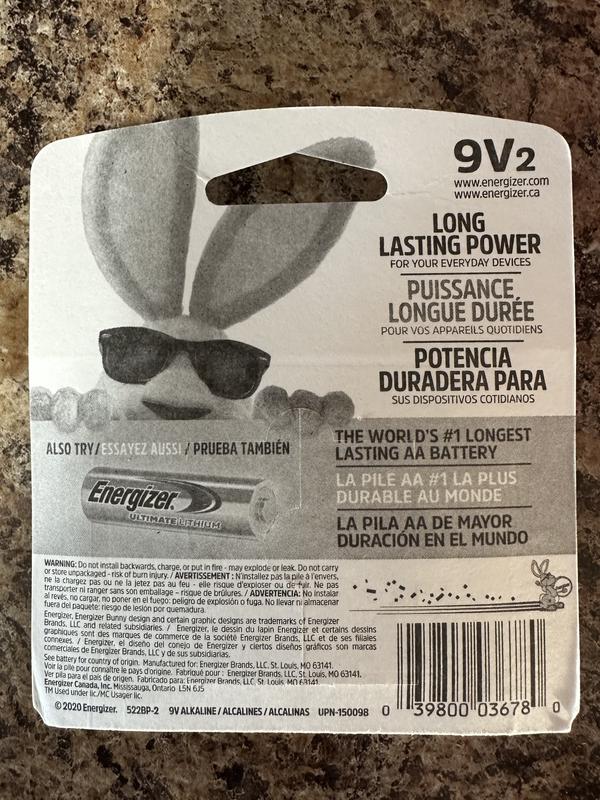 9V2
www.energizer.com
www.energizer.ca
LONG
LASTING POWER
FOR YOUR EVERYDAY DEVICES
PUISSANCE
LONGUE DURÉE
POUR VOS APPAREILS QUOTIDIENS
POTENCIA
DURADERA PARA
SUS DISPOSITIVOS COTIDIANOS
ALSO TRY/ESSAYEZ AUSSI / PRUEBA TAMBIÉN
Energizer
ULTIMATE LITHIUM
THE WORLD'S #1 LONGEST
LASTING AA BATTERY
LA PILE AA #1 LA PLUS
DURABLE AU MONDE
LA PILA AA DE MAYOR
DURACIÓN EN EL MUNDO
WARNING: Do not install backwards, charge, or put in fire - may explode or leak. Do not carry
or store unpackaged - risk of burn injury. / AVERTISSEMENT : N'installez pas la pile à l'envers,
ne la chargez pas ou ne la jetez pas au feu - elle risque d'exploser ou de fuir. Ne pas
transporter ni ranger sans son emballage – risque de brûlures. / ADVERTENCIA: No instalar
al revés, no cargar, no poner en el fuego: peligro de explosión o fuga. No llevar ni almacenar
fuera del paquete: riesgo de lesión por quemadura.
Energizer, Energizer Bunny design and certain graphic designs are trademarks of Energizer
Brands, LLC and related subsidiaries. / Energizer, le dessin du lapin Energizer et certains dessins
graphiques sont des marques de commerce de la société Energizer Brands, LLC et de ses filiales
connexes. / Energizer, el diseño del conejo de Energizer y ciertos diseños gráficos son marcas
comerciales de Energizer Brands, LLC y de sus subsidiarias.
See battery for country of origin. Manufactured for: Energizer Brands, LLC, St. Louis, MO 63141.
Voir la pile pour connaître le pays d'origine. Fabriqué pour : Energizer Brands, LLC, St. Louis, MO 63141.
Ver pila para el país de origen. Fabricado para: Energizer Brands, LLC, St. Louis, MO 63141.
Energizer Canada, Inc. Mississauga, Ontario L5N 6J5
TM Used under lic./MC Usager lic.
© 2020 Energizer. 522BP-2 9V ALKALINE / ALCALINES / ALCALINAS UPN-150098
0 39800 03678 0